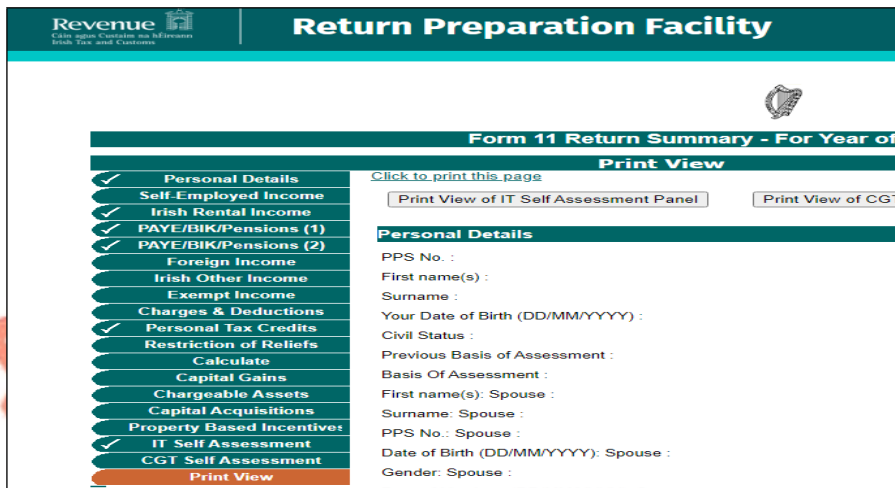 Revenue
Cáin agus Custaim na hÉireann
Irish Tax and Customs
Return Preparation Facility
Form 11 Return Summary - For Year of
Print View
Personal Details
Self-Employed Income
Irish Rental Income
PAYE/BIK/Pensions (1)
PAYE/BIK/Pensions (2)
Foreign Income
Irish Other Income
Exempt Income
Charges & Deductions
Personal Tax Credits
Restriction of Reliefs
Calculate
Capital Gains
Chargeable Assets
Capital Acquisitions
Property Based Incentives
IT Self Assessment
CGT Self Assessment
Print View
Click to print this page
Print View of IT Self Assessment Panel
Print View of CGT
Personal Details
PPS No. :
First name(s) :
Surname :
Your Date of Birth (DD/MM/YYYY) :
Civil Status :
Previous Basis of Assessment :
Basis Of Assessment :
First name(s): Spouse :
Surname: Spouse :
PPS No.: Spouse :
Date of Birth (DD/MM/YYYY): Spouse :
Gender: Spouse :